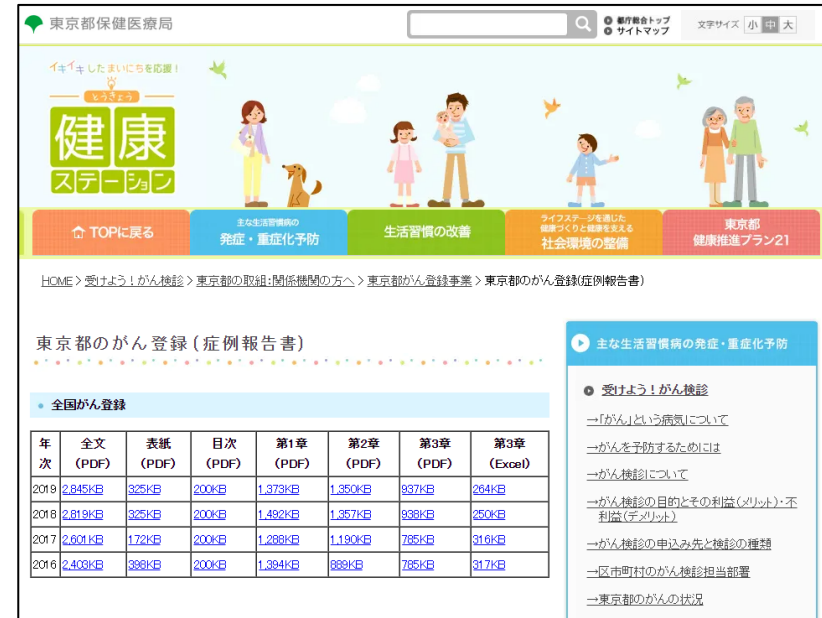 東京都保健医療局
都庁総合トップ
サイトマップ
文字サイズ 小 中 大
イキイキしたまいにちを応援!
とうきょう
健康
ステーション
TOPに戻る
主な生活習慣病の
発症・重症化予防
生活習慣の改善
ライフステージを通じた
健康づくりと健康を支える
社会環境の整備
東京都
健康推進プラン21
HOME > 受けよう!がん検診 > 東京都の取組:関係機関の方へ > 東京都がん登録事業 > 東京都のがん登録(症例報告書)
東京都のがん登録(症例報告書)
全国がん登録
年次 全文(PDF) 表紙(PDF) 目次(PDF) 第1章(PDF) 第2章(PDF) 第3章(PDF) 第3章(Excel)
2019 2,845KB 325KB 200KB 1,373KB 1,350KB 937KB 264KB
2018 2,819KB 325KB 200KB 1,492KB 1,357KB 938KB 250KB
2017 2,601KB 172KB 200KB 1,288KB 1,190KB 785KB 316KB
2016 2,403KB 398KB 200KB 1,394KB 889KB 785KB 317KB
主な生活習慣病の発症・重症化予防
受けよう!がん検診
→「がん」という病気について
→がんを予防するためには
→がん検診について
→がん検診の目的とその利益(メリット)・不
利益(デメリット)
→がん検診の申込み先と検診の種類
→区市町村のがん検診担当部署
→東京都のがんの状況